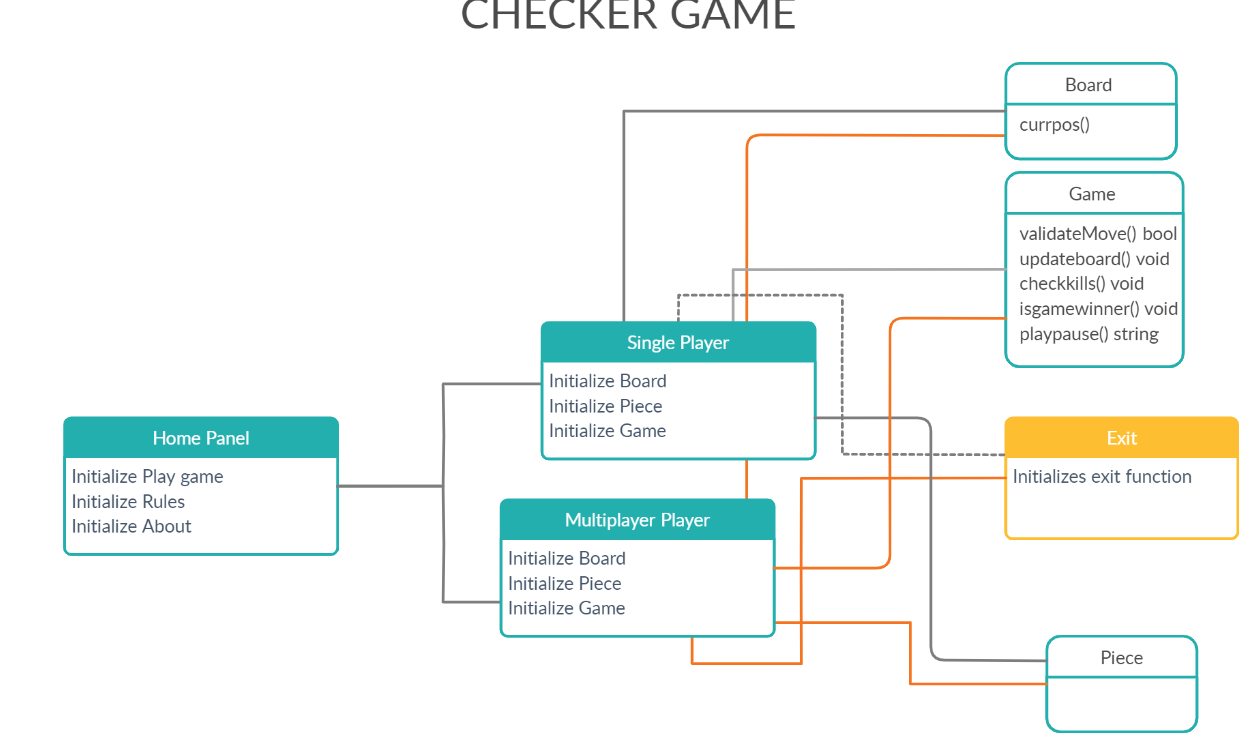 CHECKER GAME
Board
currpos()
Game
validateMove() bool
updateboard() void
checkkills() void
isgamewinner() void
playpause() string
Single Player
Initialize Board
Initialize Piece
Initialize Game
Home Panel
Initialize Play game
Initialize Rules
Initialize About
Exit
Initializes exit function
Multiplayer Player
Initialize Board
Initialize Piece
Initialize Game
Piece